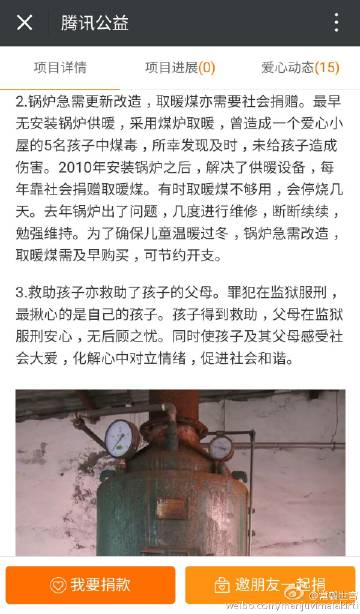 腾讯公益
项目详情 项目进展(0) 爱心动态(15)
2.锅炉急需更新改造，取暖煤亦需要社会捐赠。最早
无安装锅炉供暖，采用煤炉取暖，曾造成一个爱心小
屋的5名孩子中煤毒，所幸发现及时，未给孩子造成
伤害。2010年安装锅炉之后，解决了供暖设备，每
年靠社会捐赠取暖煤。有时取暖煤不够用，会停烧几
天。去年锅炉出了问题，几度进行维修，断断续续，
勉强维持。为了确保儿童温暖过冬，锅炉急需改造，
取暖煤需及早购买，可节约开支。
3.救助孩子亦救助了孩子的父母。罪犯在监狱服刑，
最揪心的是自己的孩子。孩子得到救助，父母在监狱
服刑安心，无后顾之忧。同时使孩子及其父母感受社
会大爱，化解心中对立情绪，促进社会和谐。
我要捐款 邀朋友一起捐